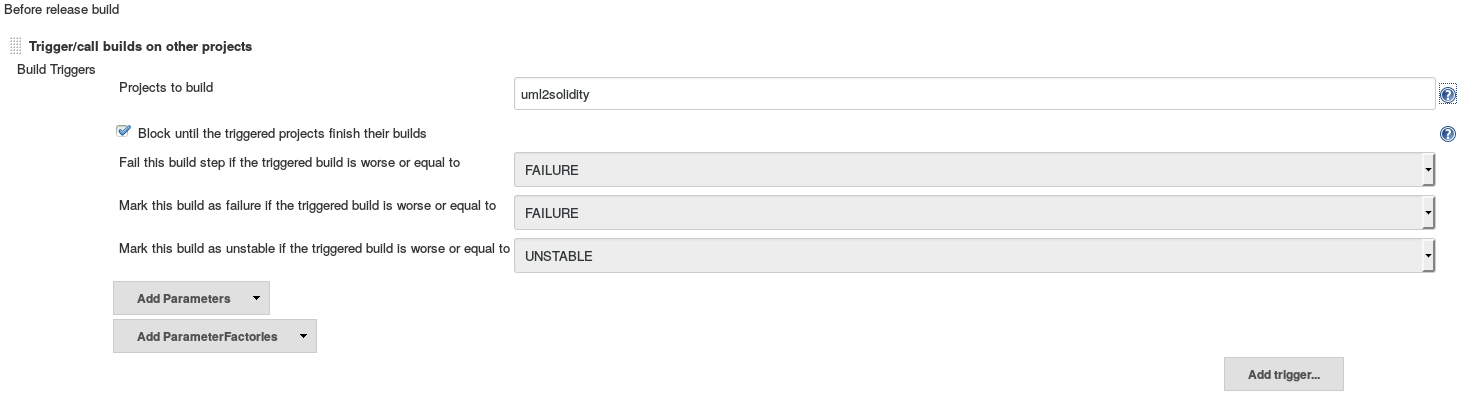 Before release build
Trigger/call builds on other projects
Build Triggers
Projects to build
uml2solidity
Block until the triggered projects finish their builds
Fail this build step if the triggered build is worse or equal to
FAILURE
Mark this build as failure if the triggered build is worse or equal to
FAILURE
Mark this build as unstable if the triggered build is worse or equal to
UNSTABLE
Add Parameters
Add ParameterFactories
Add trigger...